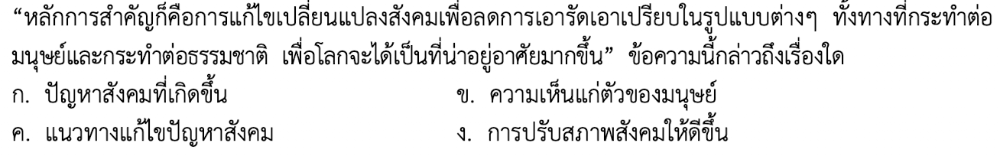 “หลักการสำคัญก็คือการแก้ไขเปลี่ยนแปลงสังคมเพื่อลดการเอารัดเอาเปรียบในรูปแบบต่างๆ ทั้งทางที่กระทำต่อ
มนุษย์และกระทำต่อธรรมชาติ เพื่อโลกจะได้เป็นที่น่าอยู่อาศัยมากขึ้น” ข้อความนี้กล่าวถึงเรื่องใด
ก. ปัญหาสังคมที่เกิดขึ้น ข. ความเห็นแก่ตัวของมนุษย์
ค. แนวทางแก้ไขปัญหาสังคม ง. การปรับสภาพสังคมให้ดีขึ้น